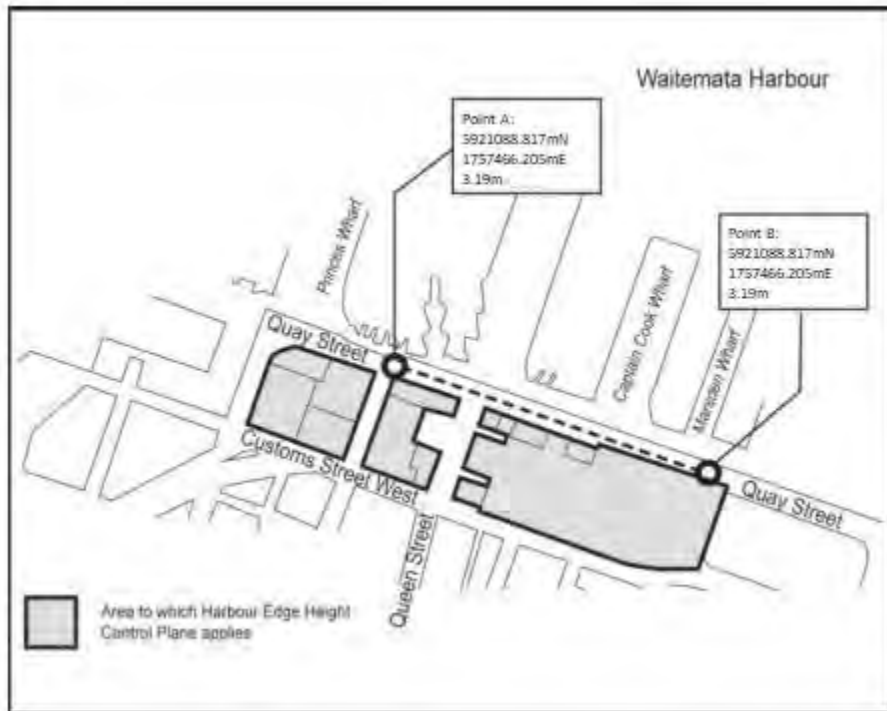 Waitemata Harbour
Point A:
5921088.817mN
1757466.205mE
3.19m
Point B:
5921088.817mN
1757466.205mE
3.19m
Princes Wharf
Captain Cook Wharf
Marsden Wharf
Quay Street
Quay Street
Customs Street West
Queen Street
Area to which Harbour Edge Height
Control Plane applies